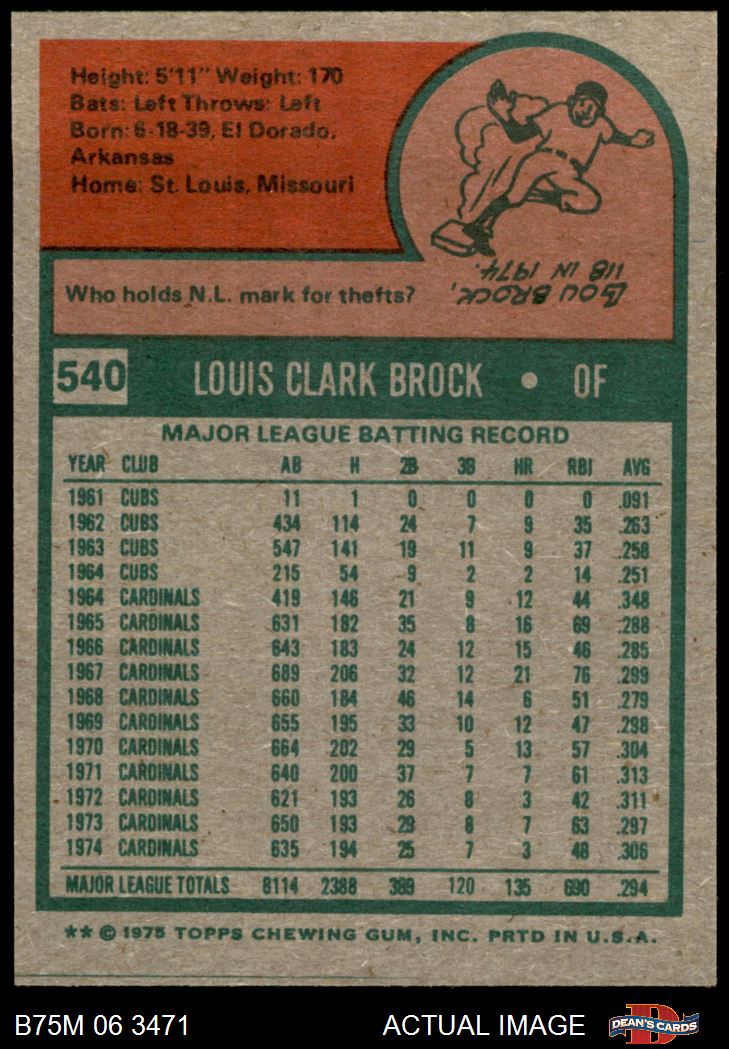 Height: 5'11" Weight: 170
Bats: Left Throws: Left
Born: 6-18-39, El Dorado,
Arkansas
Home: St. Louis, Missouri
Who holds N.L. mark for thefts?
LOU BROCK,
118 IN 1974.
540 LOUIS CLARK BROCK • OF
MAJOR LEAGUE BATTING RECORD
YEAR CLUB AB H 2B 3B HR RBI AVG
1961 CUBS 11 1 0 0 0 0 .091
1962 CUBS 434 114 24 7 9 35 .263
1963 CUBS 547 141 19 11 9 37 .258
1964 CUBS 215 54 9 2 2 14 .251
1964 CARDINALS 419 146 21 9 12 44 .348
1965 CARDINALS 631 182 35 8 16 69 .288
1966 CARDINALS 643 183 24 12 15 46 .285
1967 CARDINALS 689 206 32 12 21 76 .299
1968 CARDINALS 660 184 46 14 6 51 .279
1969 CARDINALS 655 195 33 10 12 47 .298
1970 CARDINALS 664 202 29 5 13 57 .304
1971 CARDINALS 640 200 37 7 7 61 .313
1972 CARDINALS 621 193 26 8 3 42 .311
1973 CARDINALS 650 193 29 8 7 63 .297
1974 CARDINALS 635 194 25 7 3 48 .306
MAJOR LEAGUE TOTALS 8114 2388 389 120 135 690 .294
** © 1975 TOPPS CHEWING GUM, INC. PRTD IN U.S.A.
B75M 06 3471 ACTUAL IMAGE DEAN'S CARDS